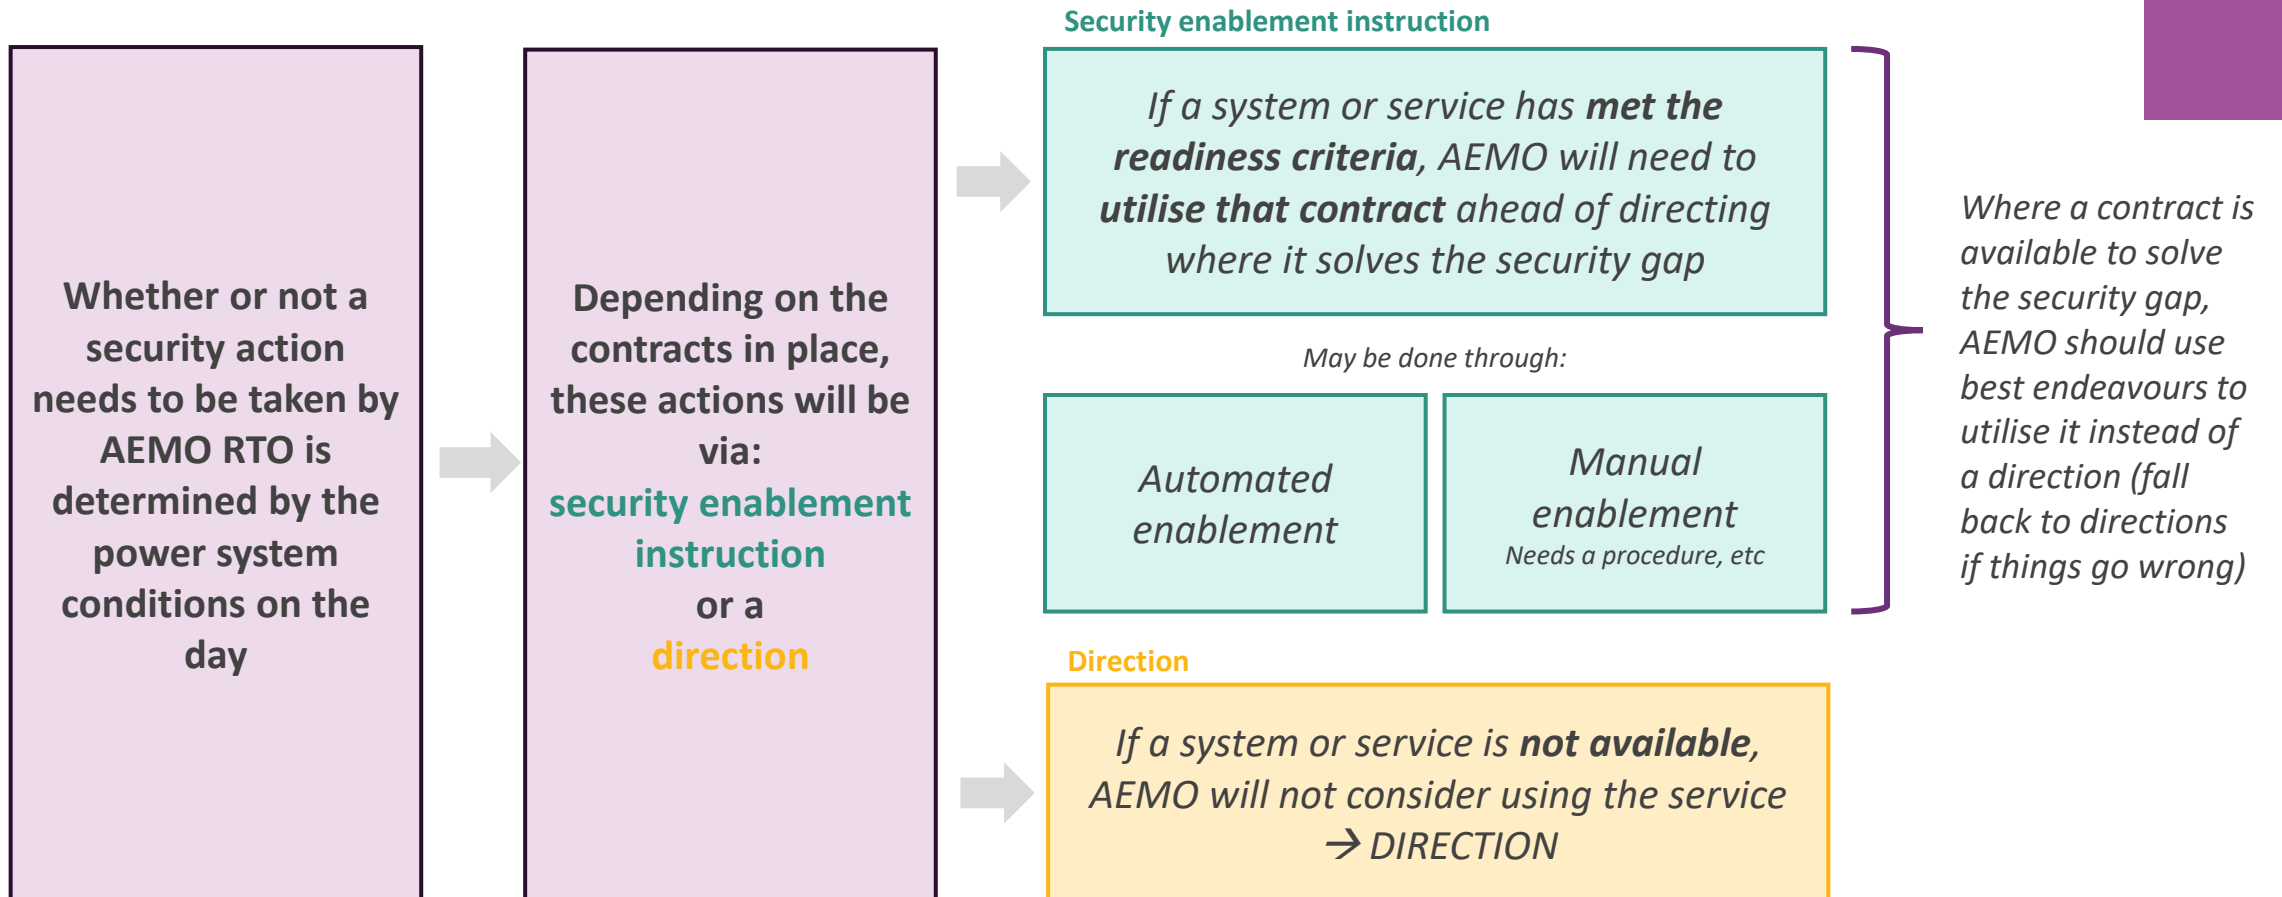 Whether or not a
security action
needs to be taken by
AEMO RTO is
determined by the
power system
conditions on the
day
Depending on the
contracts in place,
these actions will be
via:
security enablement
instruction
or a
direction
Security enablement instruction
If a system or service has met the
readiness criteria, AEMO will need to
utilise that contract ahead of directing
where it solves the security gap
May be done through:
Automated
enablement
Manual
enablement
Needs a procedure, etc
Where a contract is
available to solve
the security gap,
AEMO should use
best endeavours to
utilise it instead of
a direction (fall
back to directions
if things go wrong)
Direction
If a system or service is not available,
AEMO will not consider using the service
→ DIRECTION